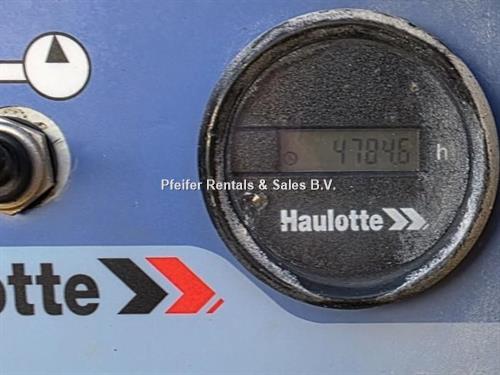 4784.6 h
Pfeifer Rentals & Sales B.V.
Haulotte
otte